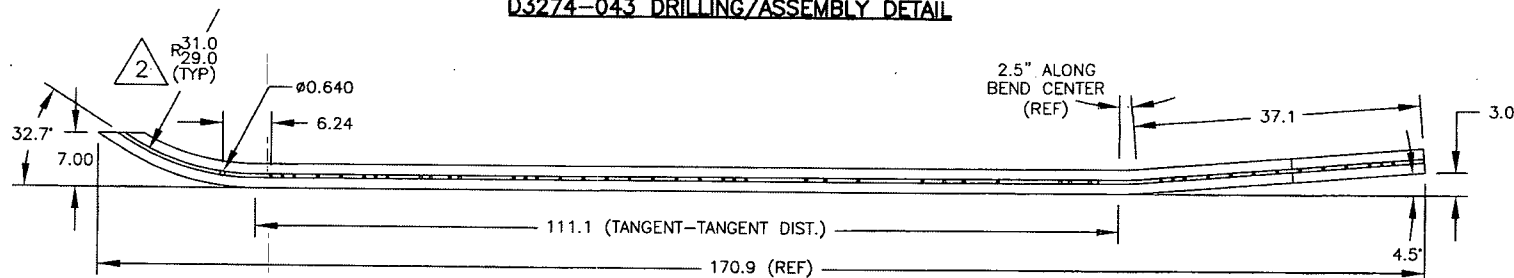 D3274-043 DRILLING/ASSEMBLY DETAIL
2
R31.0
29.0
(TYP)
ø0.640
6.24
32.7°
7.00
2.5" ALONG
BEND CENTER
(REF)
37.1
3.0
111.1 (TANGENT-TANGENT DIST.)
4.5°
170.9 (REF)